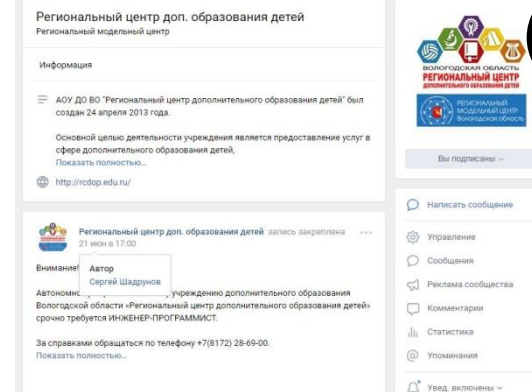 Региональный центр доп. образования детей
Региональный модельный центр
Информация
АОУ ДО ВО "Региональный центр дополнительного образования детей" был
создан 24 апреля 2013 года.
Основной целью деятельности учреждения является предоставление услуг в
сфере дополнительного образования детей,
Показать полностью...
http://rcdop.edu.ru/
Региональный центр доп. образования детей запись закреплена
21 июн в 17:00
Внимание!
Автор
Сергей Шадрунов
Автономно учреждению дополнительного образования
Вологодской области «Региональный центр дополнительного образования детей»
срочно требуется ИНЖЕНЕР-ПРОГРАММИСТ.
За справками обращаться по телефону +7(8172) 28-69-00.
Показать полностью...
ВОЛОГОДСКАЯ ОБЛАСТЬ
РЕГИОНАЛЬНЫЙ ЦЕНТР
ДОПОЛНИТЕЛЬНОГО ОБРАЗОВАНИЯ ДЕТЕЙ
РЕГИОНАЛЬНЫЙ
МОДЕЛЬНЫЙ ЦЕНТР
Вологодская область
Вы подписаны
Написать сообщение
Управление
Сообщения
Реклама сообщества
Комментарии
Статистика
Упоминания
Увед. включены